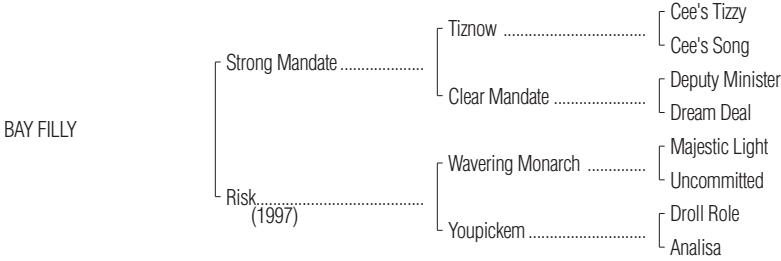 Cee's Tizzy
Tiznow ..................................
Cee's Song
Strong Mandate ....................
Deputy Minister
Clear Mandate ......................
Dream Deal
BAY FILLY
Majestic Light
Wavering Monarch ..............
Uncommitted
Risk........................................
(1997)
Droll Role
Youpickem ............................
Analisa